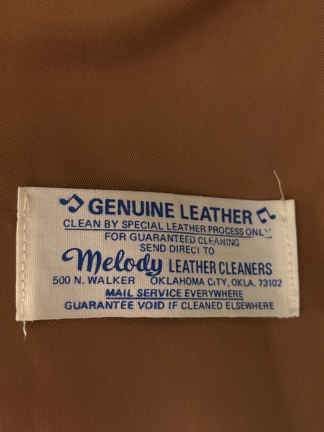 GENUINE LEATHER
CLEAN BY SPECIAL LEATHER PROCESS ONLY
FOR GUARANTEED CLEANING
SEND DIRECT TO
Melody LEATHER CLEANERS
500 N. WALKER OKLAHOMA CITY, OKLA. 73102
MAIL SERVICE EVERYWHERE
GUARANTEE VOID IF CLEANED ELSEWHERE